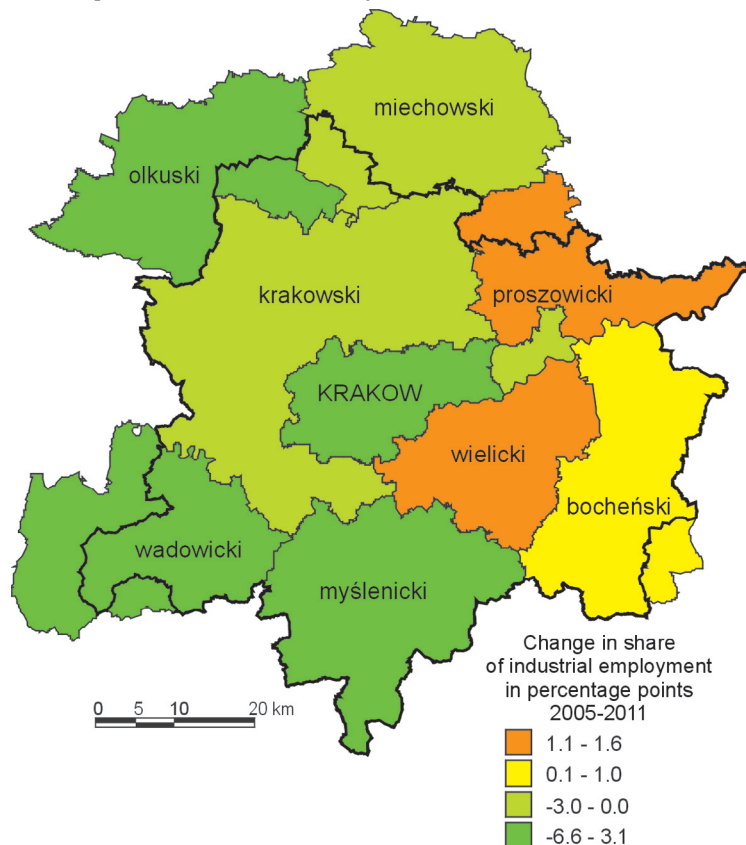 miechowski
olkuski
krakowski
proszowicki
KRAKOW
wielicki
bocheński
wadowicki
myślenicki
Change in share
of industrial employment
in percentage points
2005-2011
0 5 10 20 km
1.1 - 1.6
0.1 - 1.0
-3.0 - 0.0
-6.6 - 3.1